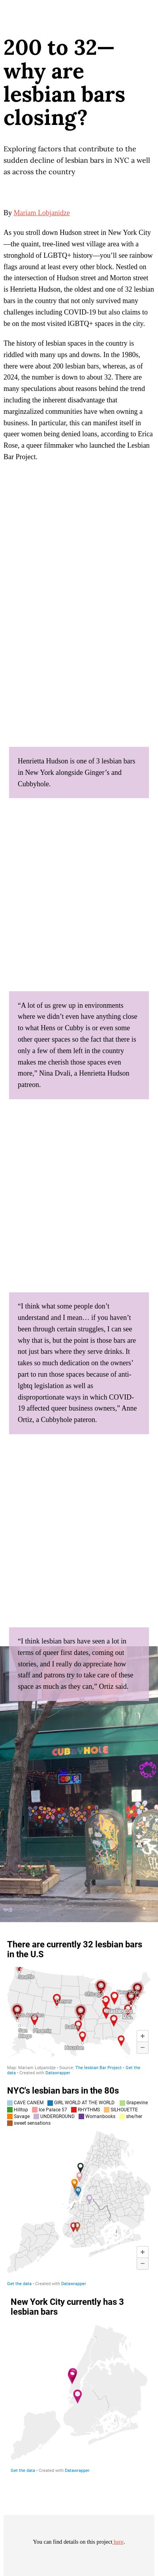 200 to 32—
why are
lesbian bars
closing?
Exploring factors that contribute to the
sudden decline of lesbian bars in NYC a well
as across the country
By Mariam Lobjanidze
As you stroll down Hudson street in New York City
—the quaint, tree-lined west village area with a
stronghold of LGBTQ+ history—you’ll see rainbow
flags around at least every other block. Nestled on
the intersection of Hudson street and Morton street
is Henrietta Hudson, the oldest and one of 32 lesbian
bars in the country that not only survived many
challenges including COVID-19 but also claims to
be on the most visited HGBTQ+ spaces in the city.
The history of lesbian spaces in the country is
riddled with many ups and downs. In the 1980s,
there were about 200 lesbian bars, whereas, as of
2024, the number is down to about 32. There are
many speculations about reasons behind the trend
including the inherent disadvantage that
marginalized communities have when owning a
business. In particular, this can manifest itself in
queer women being denied loans, according to Erica
Rose, a queer filmmaker who launched the Lesbian
Bar Project.
Henrietta Hudson is one of 3 lesbian bars
in New York alongside Ginger’s and
Cubbyhole.
“A lot of us grew up in environments
where we didn’t even have anything close
to what Hens or Cubby is or even some
other queer spaces so the fact that there is
only a few of them left in the country
makes me cherish those spaces even
more,” Nina Dvali, a Henrietta Hudson
patreon.
“I think what some people don’t
understand and I mean… if you haven’t
been through certain struggles, I can see
why that is, but the point is those bars are
not just bars where they serve drinks. It
takes so much dedication on the owners’
part to run those spaces because of anti-
lgbtq legislation as well as
disproportionate ways in which COVID-
19 affected queer business owners,” Anne
Ortiz, a Cubbyhole pateron.
“I think lesbian bars have seen a lot in
terms of queer first dates, coming out
stories, and I really do appreciate how
staff and patrons try to take care of these
space as much as they can,” Ortiz said.
CUBBYHOLE
There are currently 32 lesbian bars
in the U.S
Seattle
Denver
Chicago
Phoenix
Dallas
Houston
San
Diego
+
−
Map: Mariam Lobjanidze • Source: The lesbian Bar Project • Get the
data • Created with Datawrapper
NYC's lesbian bars in the 80s
CAVE CANEM GIRL WORLD AT THE WORLD Grapevine
Hilltop Ice Palace 57 RHYTHMS SILHOUETTE
Savage UNDERGROUND Womanbooks she/her
sweet sensations
+
−
Get the data • Created with Datawrapper
New York City currently has 3
lesbian bars
+
−
Get the data • Created with Datawrapper
You can find details on this project here.